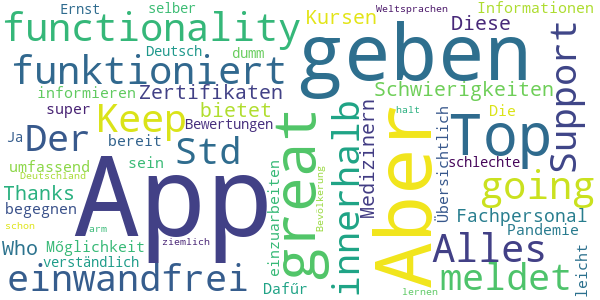 Ernst
selber
Kursen
Weltsprachen
Informationen
functionality
Deutsch
dumm
geben
Diese
funktioniert
informieren
Zertifikaten
super
Keep
bietet
Bewertungen
Schwierigkeiten
Support
Ja
Der
bereit
Std
great
innerhalb
Medizinern
Aber
halt
Die
Top
Übersichtlich
umfassend
Deutschland
sein
App
schlechte
Thanks
begegnen
einzuarbeiten
Bevölkerung
going
schon
arm
Who
Möglichkeit
ziemlich
verständlich
Fachpersonal
Pandemie
Alles
leicht
einwandfrei
Dafür
meldet
lernen